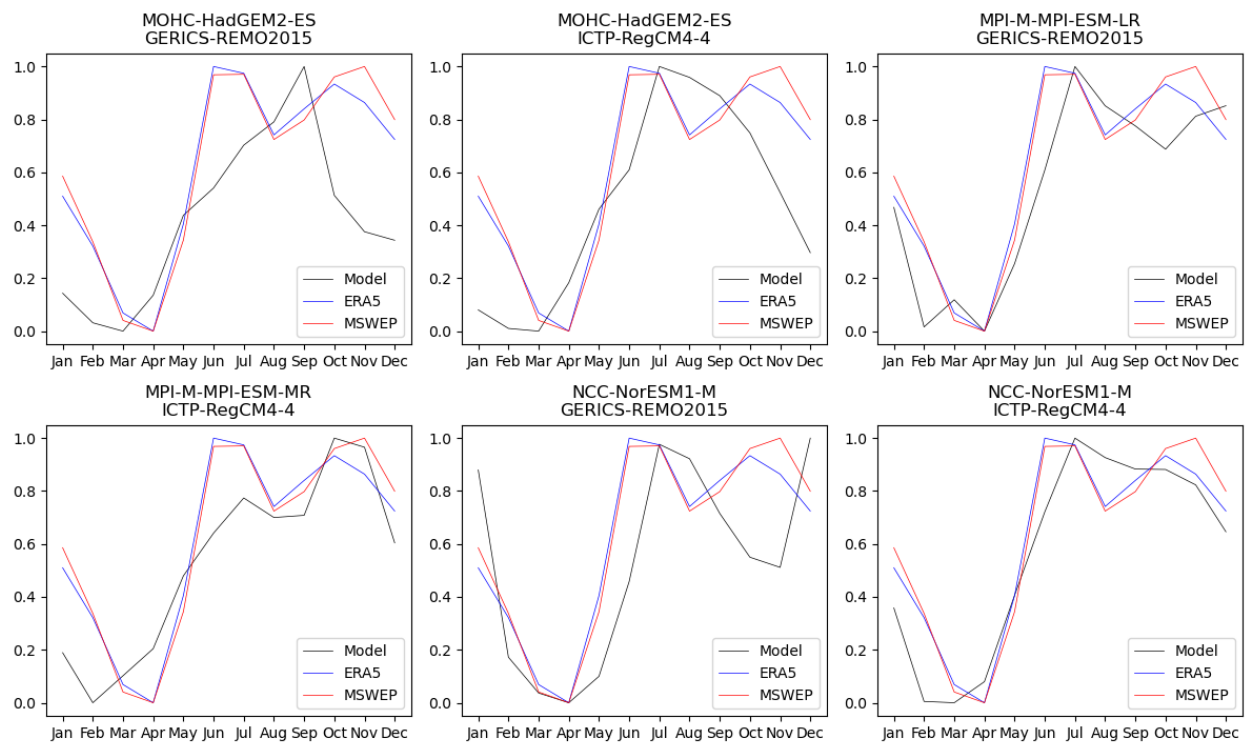 MOHC-HadGEM2-ES
GERICS-REMO2015
1.0
0.8
0.6
0.4
0.2
0.0
Model
ERA5
MSWEP
Jan Feb Mar Apr May Jun Jul Aug Sep Oct Nov Dec
MOHC-HadGEM2-ES
ICTP-RegCM4-4
1.0
0.8
0.6
0.4
0.2
0.0
Model
ERA5
MSWEP
Jan Feb Mar Apr May Jun Jul Aug Sep Oct Nov Dec
MPI-M-MPI-ESM-LR
GERICS-REMO2015
1.0
0.8
0.6
0.4
0.2
0.0
Model
ERA5
MSWEP
Jan Feb Mar Apr May Jun Jul Aug Sep Oct Nov Dec
MPI-M-MPI-ESM-MR
ICTP-RegCM4-4
1.0
0.8
0.6
0.4
0.2
0.0
Model
ERA5
MSWEP
Jan Feb Mar Apr May Jun Jul Aug Sep Oct Nov Dec
NCC-NorESM1-M
GERICS-REMO2015
1.0
0.8
0.6
0.4
0.2
0.0
Model
ERA5
MSWEP
Jan Feb Mar Apr May Jun Jul Aug Sep Oct Nov Dec
NCC-NorESM1-M
ICTP-RegCM4-4
1.0
0.8
0.6
0.4
0.2
0.0
Model
ERA5
MSWEP
Jan Feb Mar Apr May Jun Jul Aug Sep Oct Nov Dec